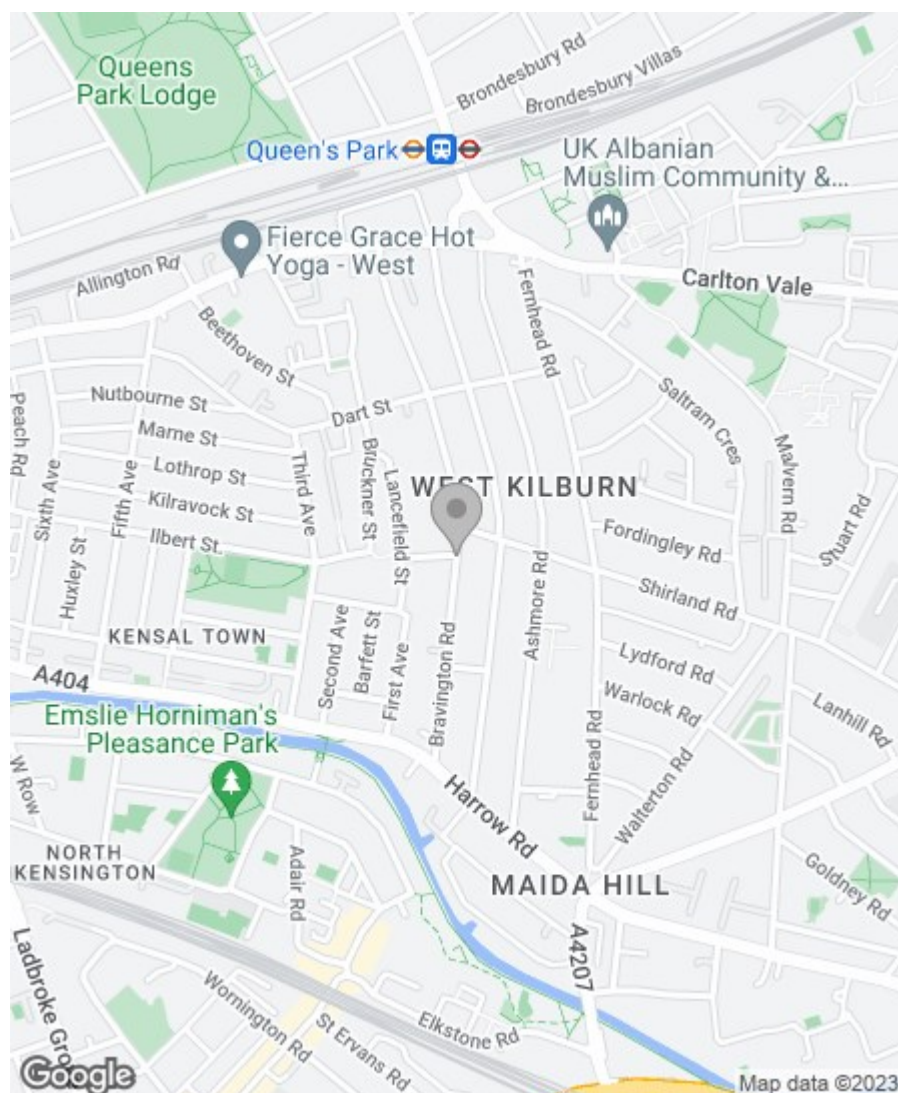 Queens
Park Lodge
Brondesbury Rd
Brondesbury Villas
Queen's Park
UK Albanian
Muslim Community &...
Fierce Grace Hot
Yoga - West
Allington Rd
Carlton Vale
Fernhead Rd
Beethoven St
Saltram Cres
Nutbourne St
Dart St
Peach Rd
Marne St
Malvern Rd
Lothrop St
Third Ave
Bruckner St
Lancefield St
WEST KILBURN
Sixth Ave
Fifth Ave
Kilravock St
Stuart Rd
Fordingley Rd
Ilbert St
Huxley St
Shirland Rd
Ashmore Rd
KENSAL TOWN
Second Ave
Barfett St
First Ave
Bravington Rd
Lydford Rd
A404
Warlock Rd
Lanhill Rd
Emslie Horniman's
Pleasance Park
Fernhead Rd
Walterton Rd
W Row
Harrow Rd
NORTH
KENSINGTON
Adair Rd
MAIDA HILL
Goldney Rd
Ladbroke Gro
A4207
Wornington Rd
St Ervans Rd
Elkstone Rd
Google
Map data ©2023